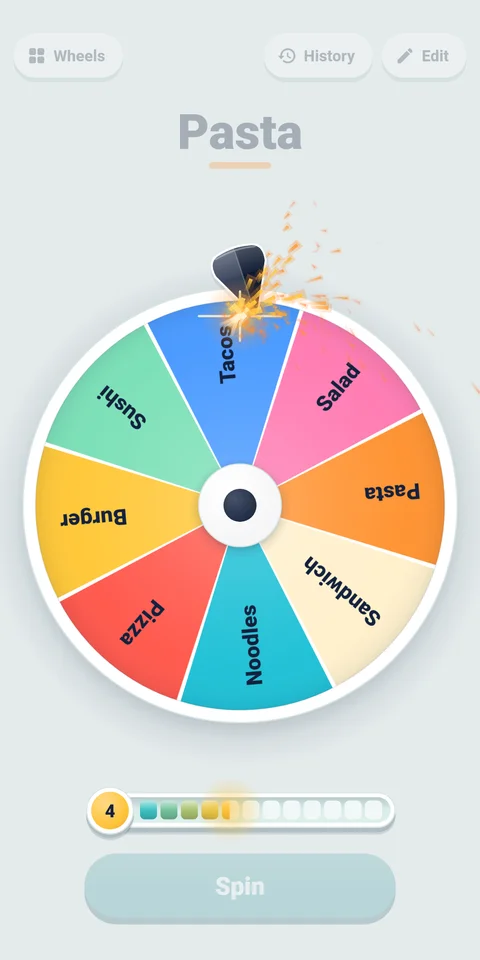 Wheels
History
Edit
Pasta
Tacos
Salad
Sushi
Pasta
Burger
Sandwich
Pizza
Noodles
4
Spin